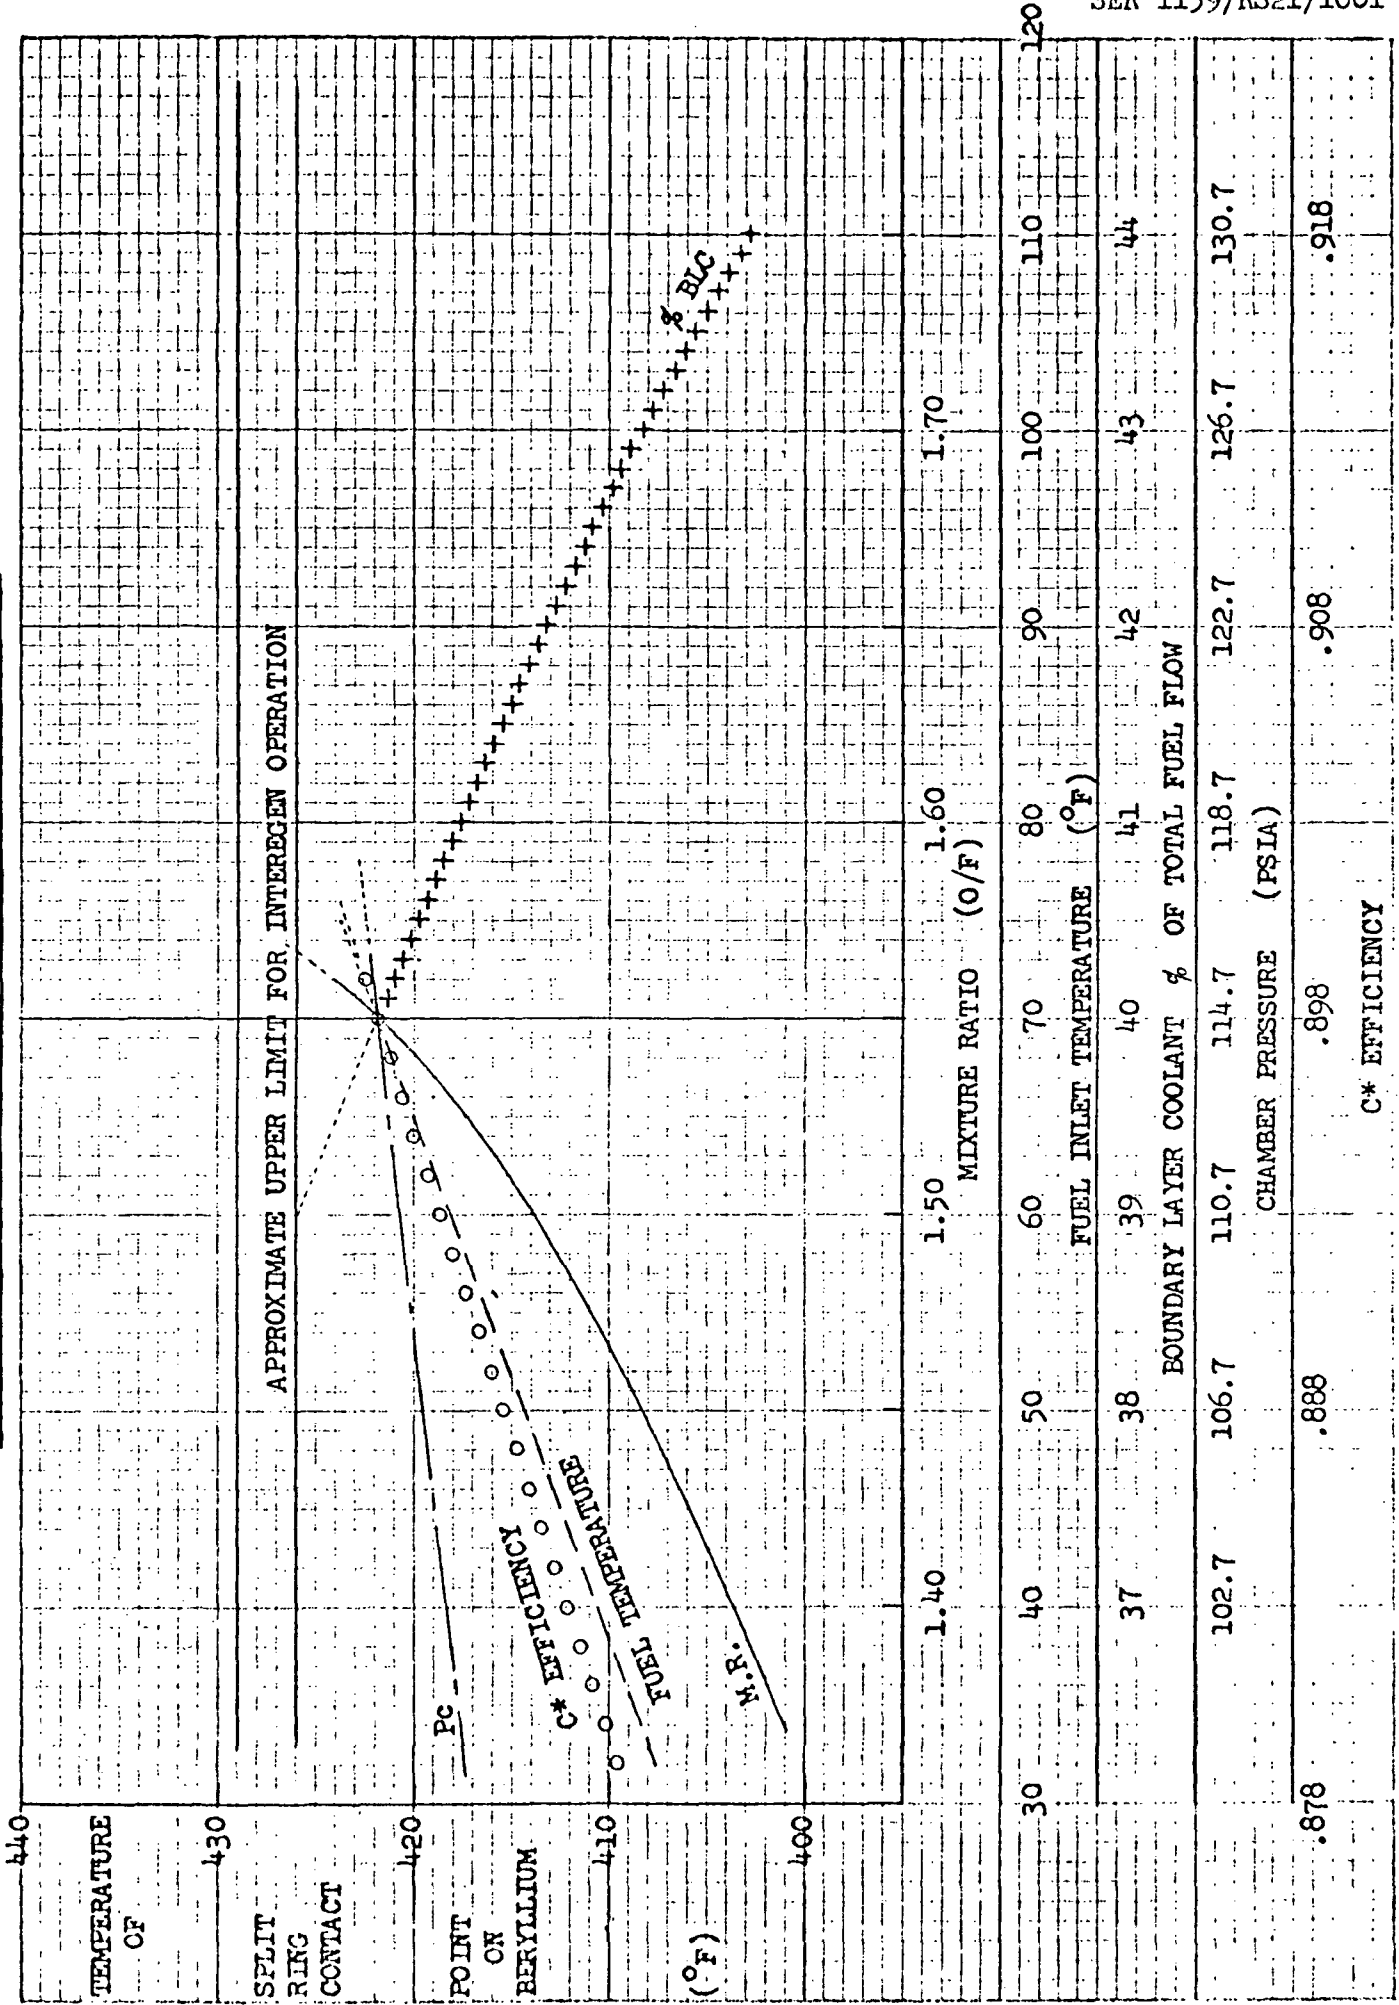 TEMPERATURE
OF
SPLIT
RING
CONTACT
POINT
ON
BERYLLIUM
(°F)
440
430
420
410
400
APPROXIMATE UPPER LIMIT FOR INTEREGEN OPERATION
Pc
C* EFFICIENCY
FUEL TEMPERATURE
M.R.
% BLC
1.40 1.50 1.60 1.70
MIXTURE RATIO (O/F)
30 40 50 60 70 80 90 100 110 120
FUEL INLET TEMPERATURE (°F)
37 38 39 40 41 42 43 44
BOUNDARY LAYER COOLANT % OF TOTAL FUEL FLOW
102.7 106.7 110.7 114.7 118.7 122.7 126.7 130.7
CHAMBER PRESSURE (PSIA)
.878 .888 .898 .908 .918
C* EFFICIENCY